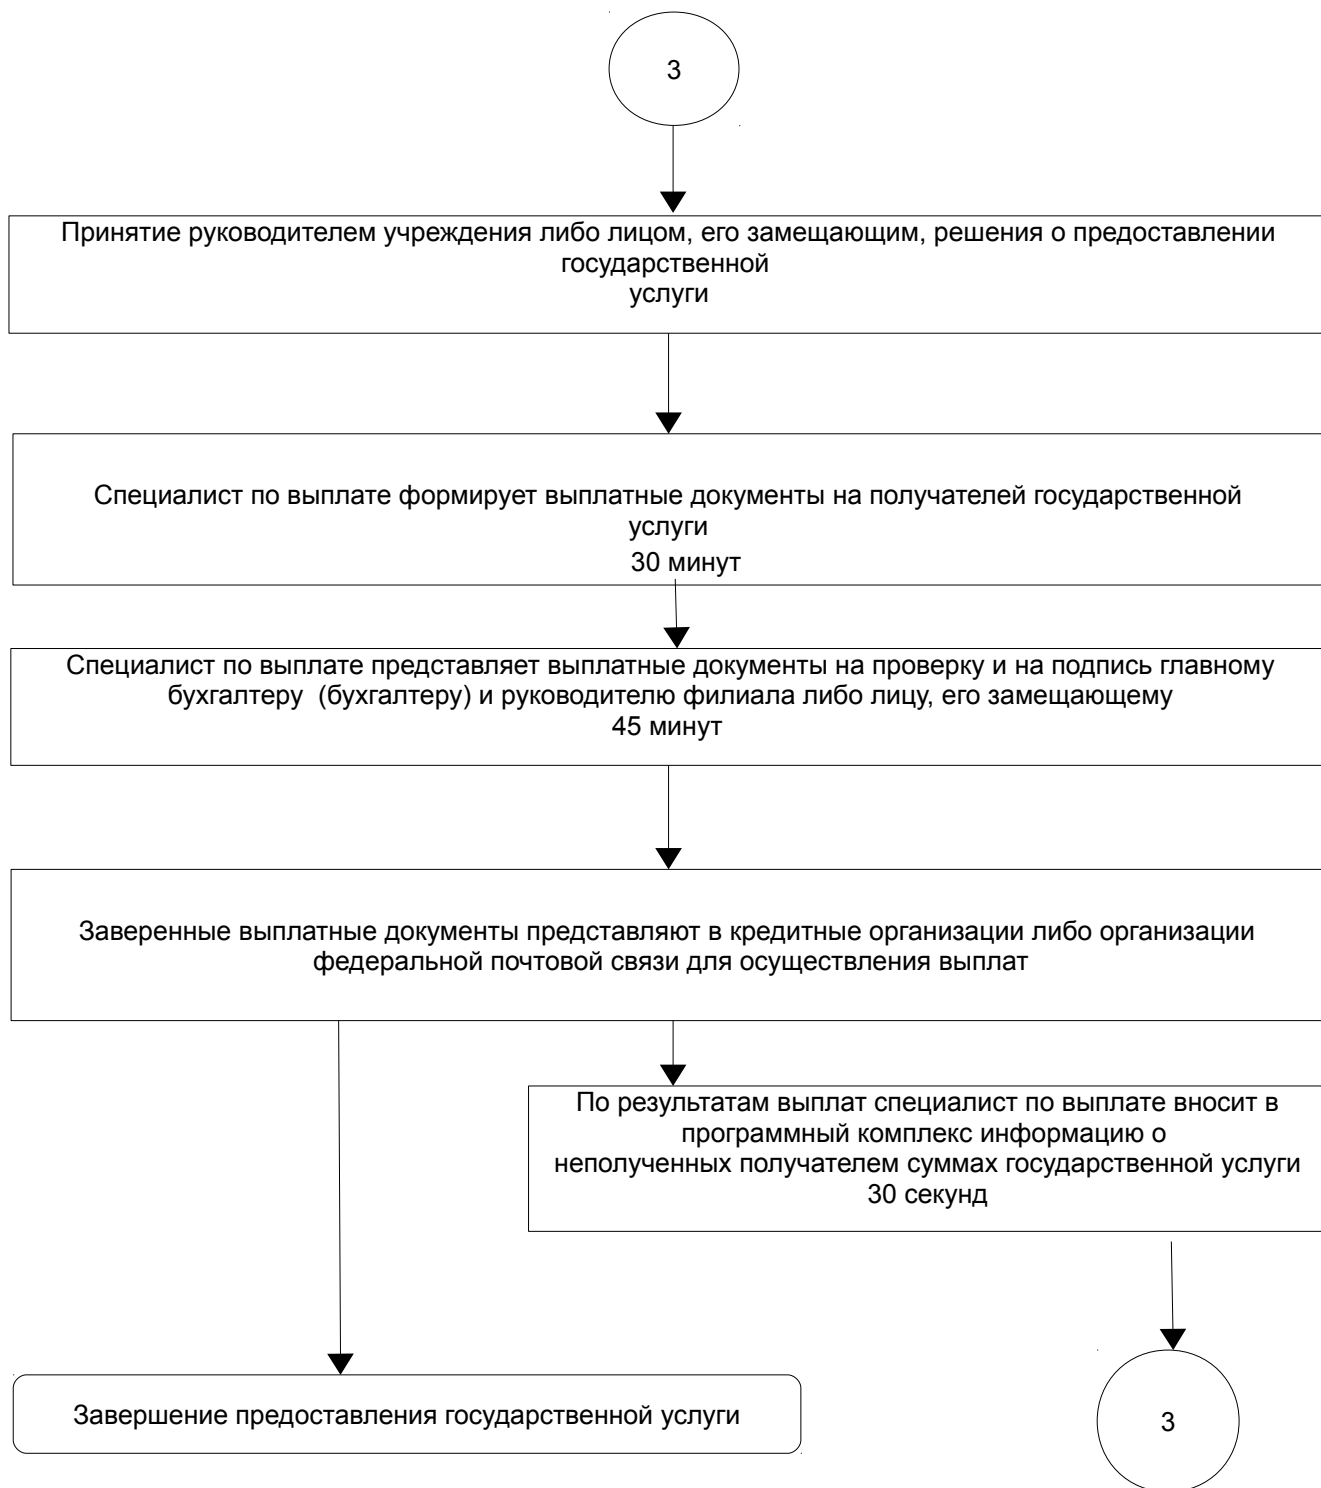 3
Принятие руководителем учреждения либо лицом, его замещающим, решения о предоставлении
государственной
услуги
Специалист по выплате формирует выплатные документы на получателей государственной
услуги
30 минут
Специалист по выплате представляет выплатные документы на проверку и на подпись главному
бухгалтеру  (бухгалтеру) и руководителю филиала либо лицу, его замещающему
45 минут
Заверенные выплатные документы представляют в кредитные организации либо организации
федеральной почтовой связи для осуществления выплат
По результатам выплат специалист по выплате вносит в
программный комплекс информацию о
неполученных получателем суммах государственной услуги
30 секунд
Завершение предоставления государственной услуги
3